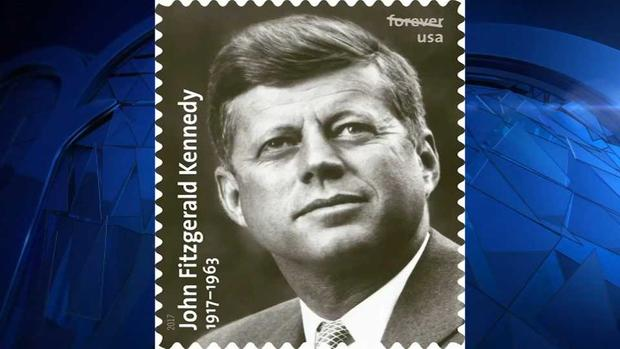 forever
usa
John Fitzgerald Kennedy
1917–1963
2017